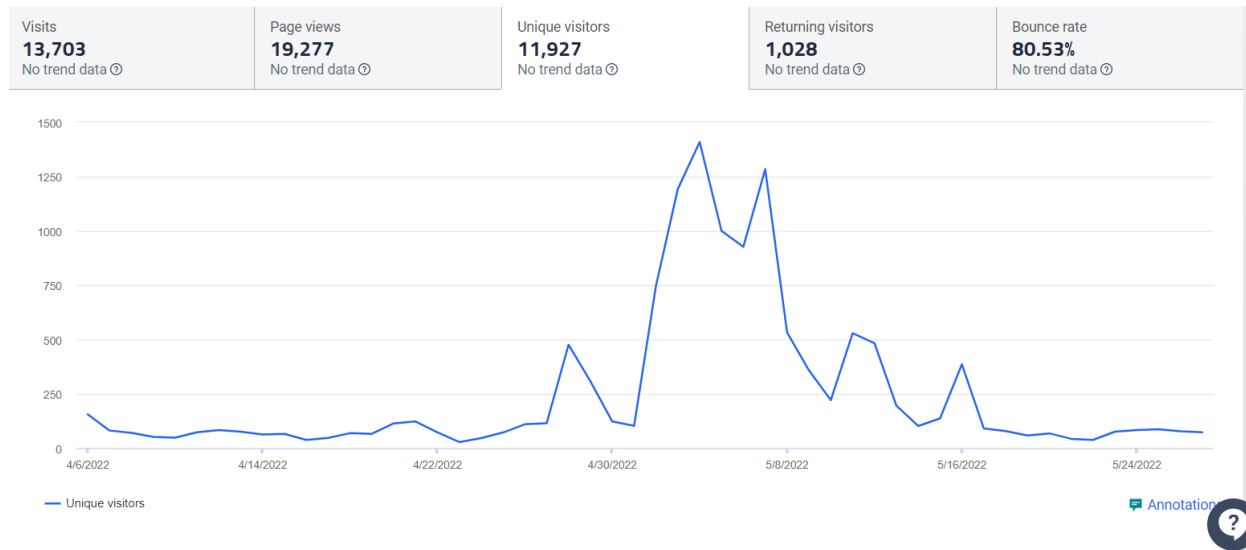 Visits
13,703
No trend data
Page views
19,277
No trend data
Unique visitors
11,927
No trend data
Returning visitors
1,028
No trend data
Bounce rate
80.53%
No trend data
1500
1250
1000
750
500
250
0
4/6/2022
4/14/2022
4/22/2022
4/30/2022
5/8/2022
5/16/2022
5/24/2022
Unique visitors
Annotation
?